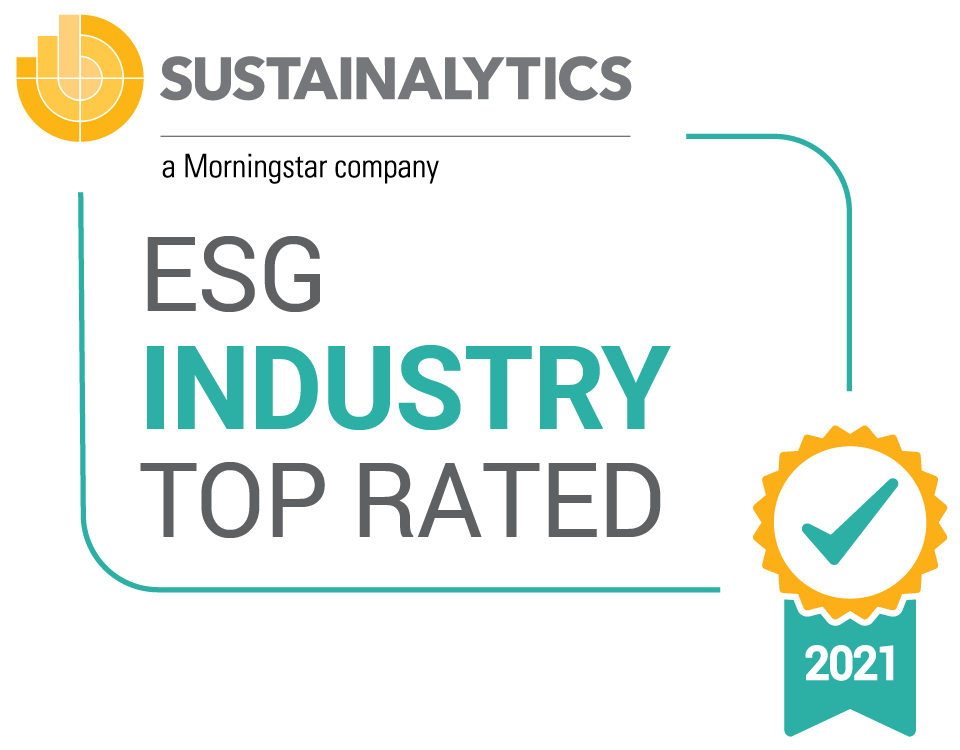 SUSTAINALYTICS
a Morningstar company
ESG
INDUSTRY
TOP RATED
2021